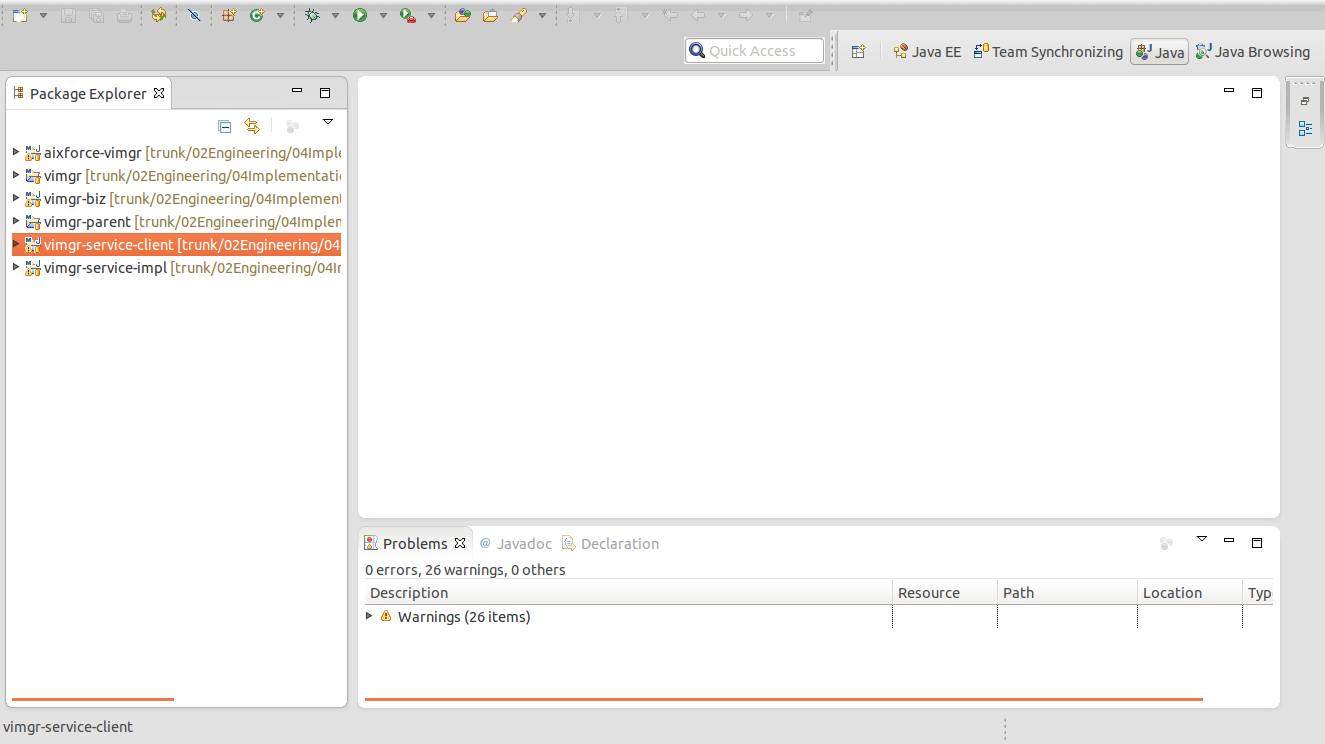 Quick Access
Java EE
Team Synchronizing
Java
Java Browsing
Package Explorer
aixforce-vimgr [trunk/02Engineering/04Imple
vimgr [trunk/02Engineering/04Implementati
vimgr-biz [trunk/02Engineering/04Implement
vimgr-parent [trunk/02Engineering/04Implen
vimgr-service-client [trunk/02Engineering/04
vimgr-service-impl [trunk/02Engineering/04I
Problems @ Javadoc Declaration
0 errors, 26 warnings, 0 others
Description Resource Path Location Typ
Warnings (26 items)
vimgr-service-client